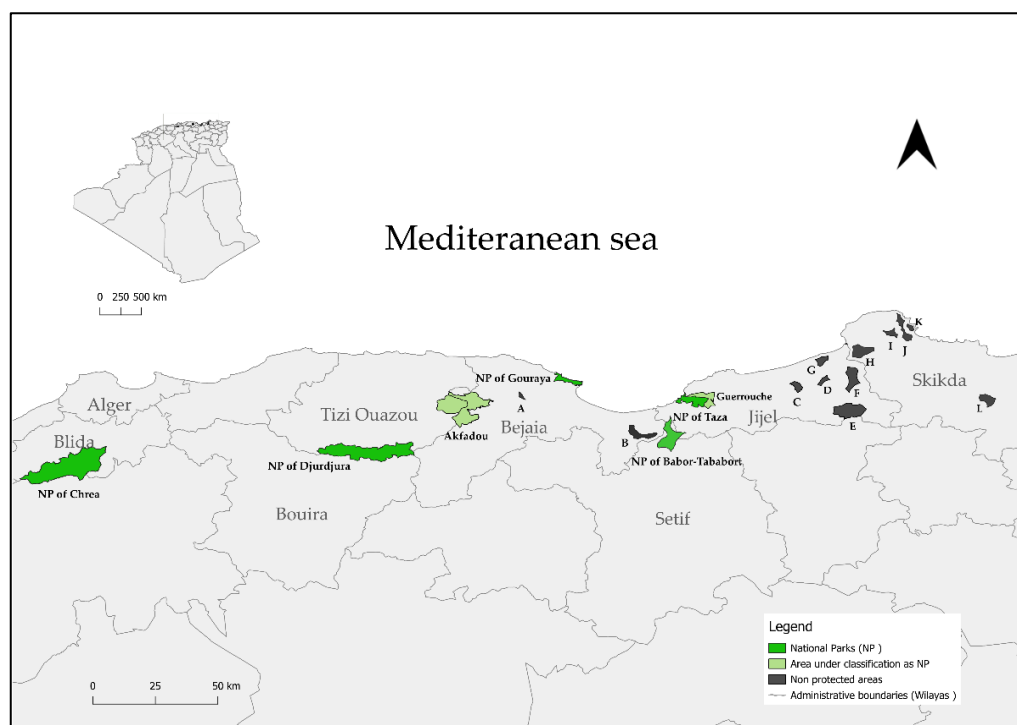 Mediteranean sea
0 250 500 km
K
I
J
H
G
NP of Gouraya
Skikda
Guerrouche
D
F
C
L
Alger
Tizi Ouazou
A
NP of Taza
Jijel
E
Bejaia
Akfadou
B
Blida
NP of Djurdjura
NP of Babor-Tababort
NP of Chrea
Bouira
Setif
Legend
National Parks (NP )
Area under classification as NP
Non protected areas
Administrative boundaries (Wilayas )
0 25 50 km